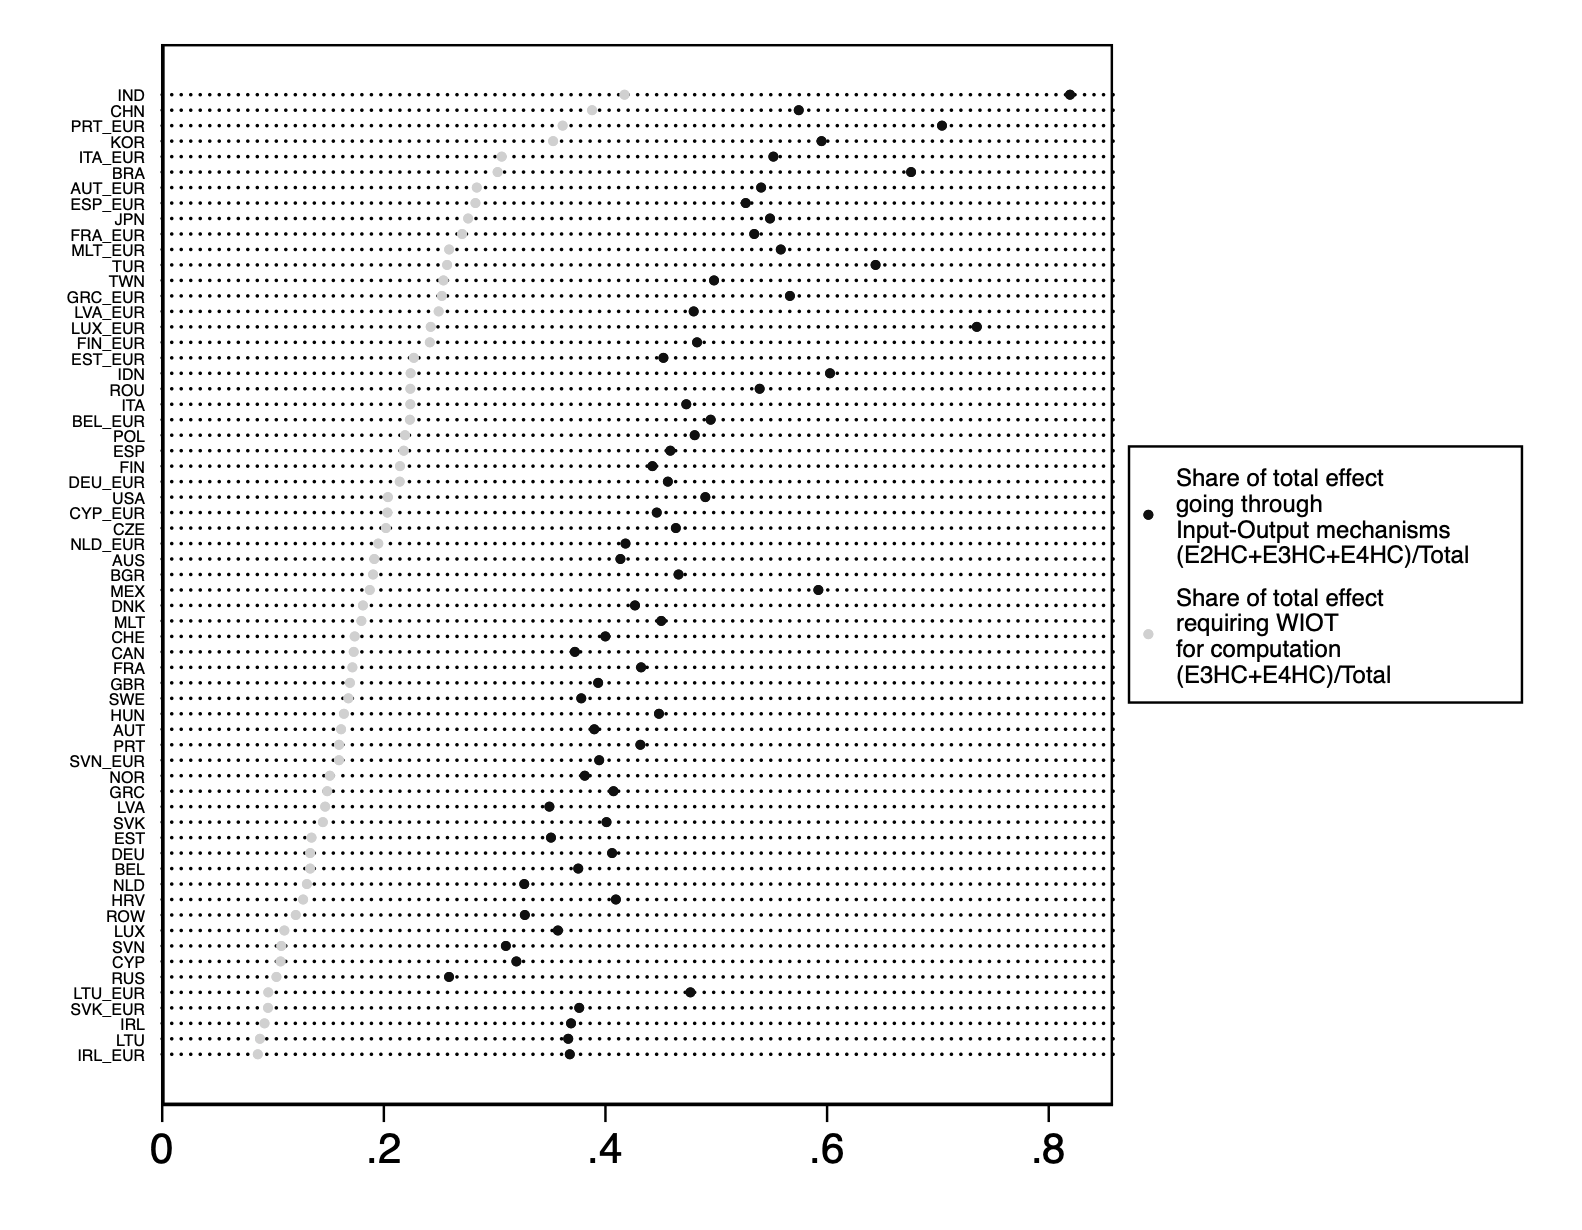 IND
CHN
PRT_EUR
KOR
ITA_EUR
BRA
AUT_EUR
ESP_EUR
JPN
FRA_EUR
MLT_EUR
TUR
TWN
GRC_EUR
LVA_EUR
LUX_EUR
FIN_EUR
EST_EUR
IDN
ROU
ITA
BEL_EUR
POL
ESP
FIN
DEU_EUR
USA
CYP_EUR
CZE
NLD_EUR
AUS
BGR
MEX
DNK
MLT
CHE
CAN
FRA
GBR
SWE
HUN
AUT
PRT
SVN_EUR
NOR
GRC
LVA
SVK
EST
DEU
BEL
NLD
HRV
ROW
LUX
SVN
CYP
RUS
LTU_EUR
SVK_EUR
IRL
LTU
IRL_EUR
0 .2 .4 .6 .8
Share of total effect
going through
Input-Output mechanisms
(E2HC+E3HC+E4HC)/Total
Share of total effect
requiring WIOT
for computation
(E3HC+E4HC)/Total